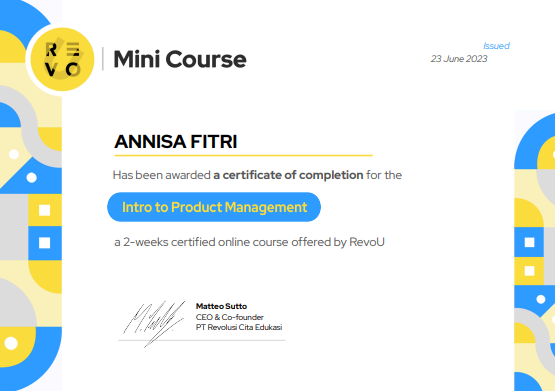 RE
VO
Mini Course
Issued
23 June 2023
ANNISA FITRI
Has been awarded a certificate of completion for the
Intro to Product Management
a 2-weeks certified online course offered by RevoU
Matteo Sutto
CEO & Co-founder
PT Revolusi Cita Edukasi